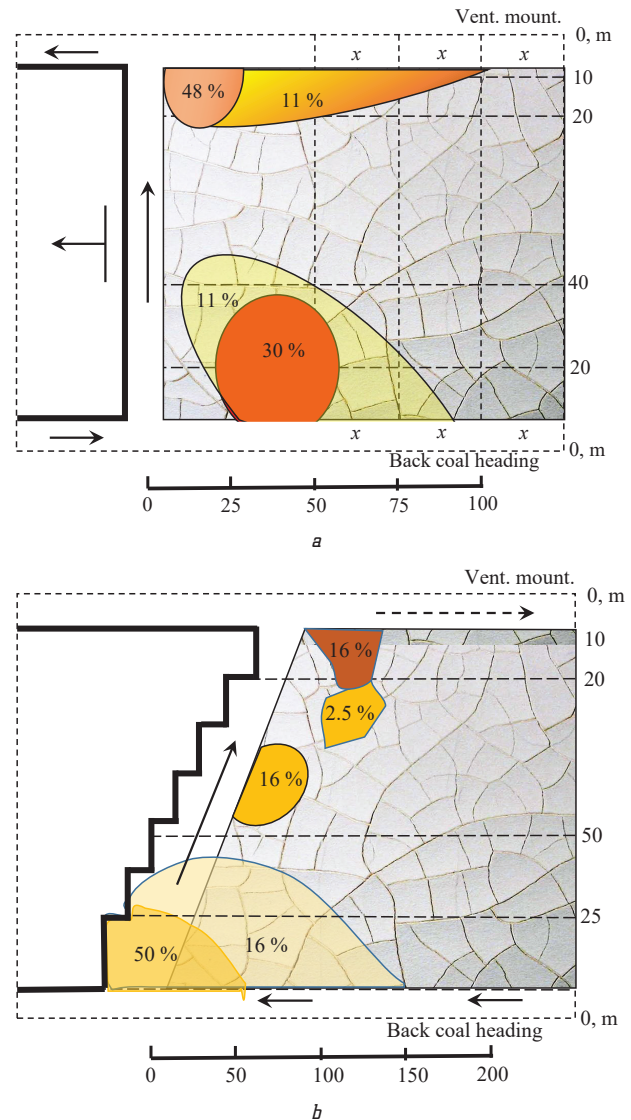 Vent. mount.
0, m
x x x
10
48 %
11 %
20
40
11 %
30 %
20
x x x
0, m
Back coal heading
0 25 50 75 100
a
Vent. mount.
0, m
10
16 %
20
2.5 %
16 %
50
25
16 %
50 %
Back coal heading
0, m
0 50 100 150 200
b